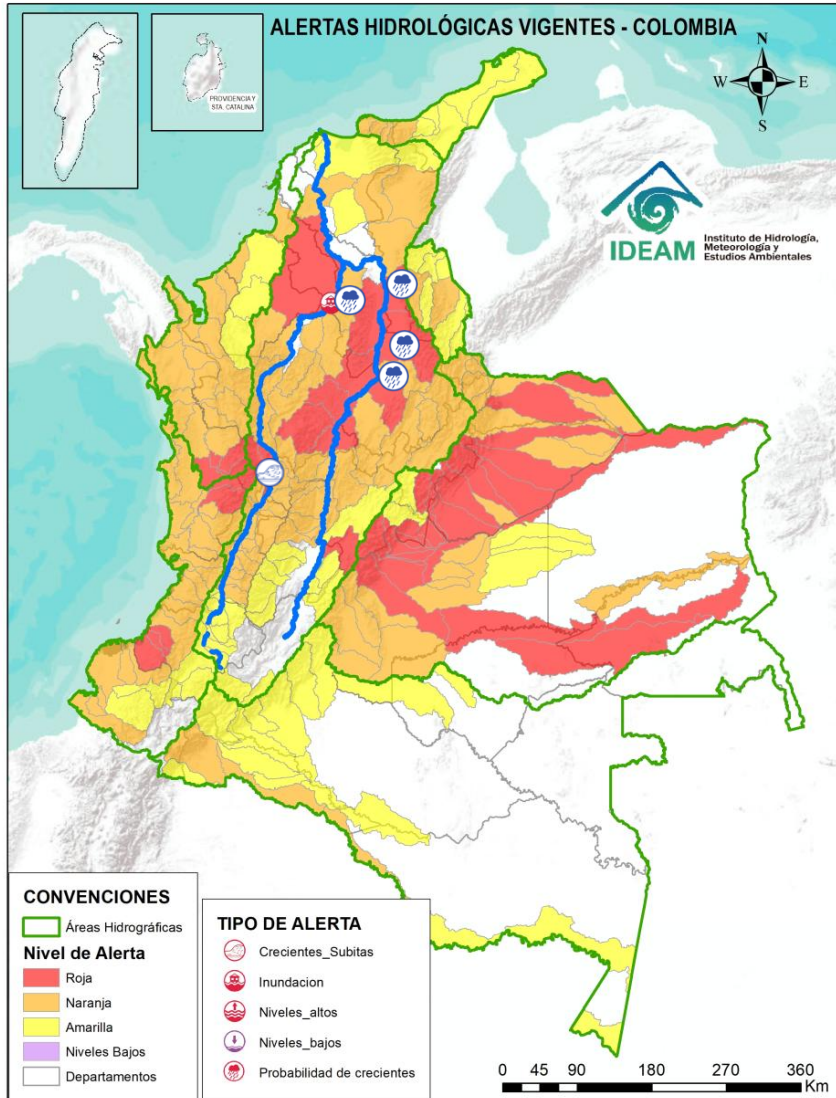 ALERTAS HIDROLÓGICAS VIGENTES - COLOMBIA
N
W
E
S
PROVIDENCIA Y
STA. CATALINA
IDEAM
Instituto de Hidrología,
Meteorología y
Estudios Ambientales
CONVENCIONES
Áreas Hidrográficas
Nivel de Alerta
Roja
Naranja
Amarilla
Niveles Bajos
Departamentos
TIPO DE ALERTA
Crecientes_Subitas
Inundacion
Niveles_altos
Niveles_bajos
Probabilidad de crecientes
0 45 90 180 270 360
Km